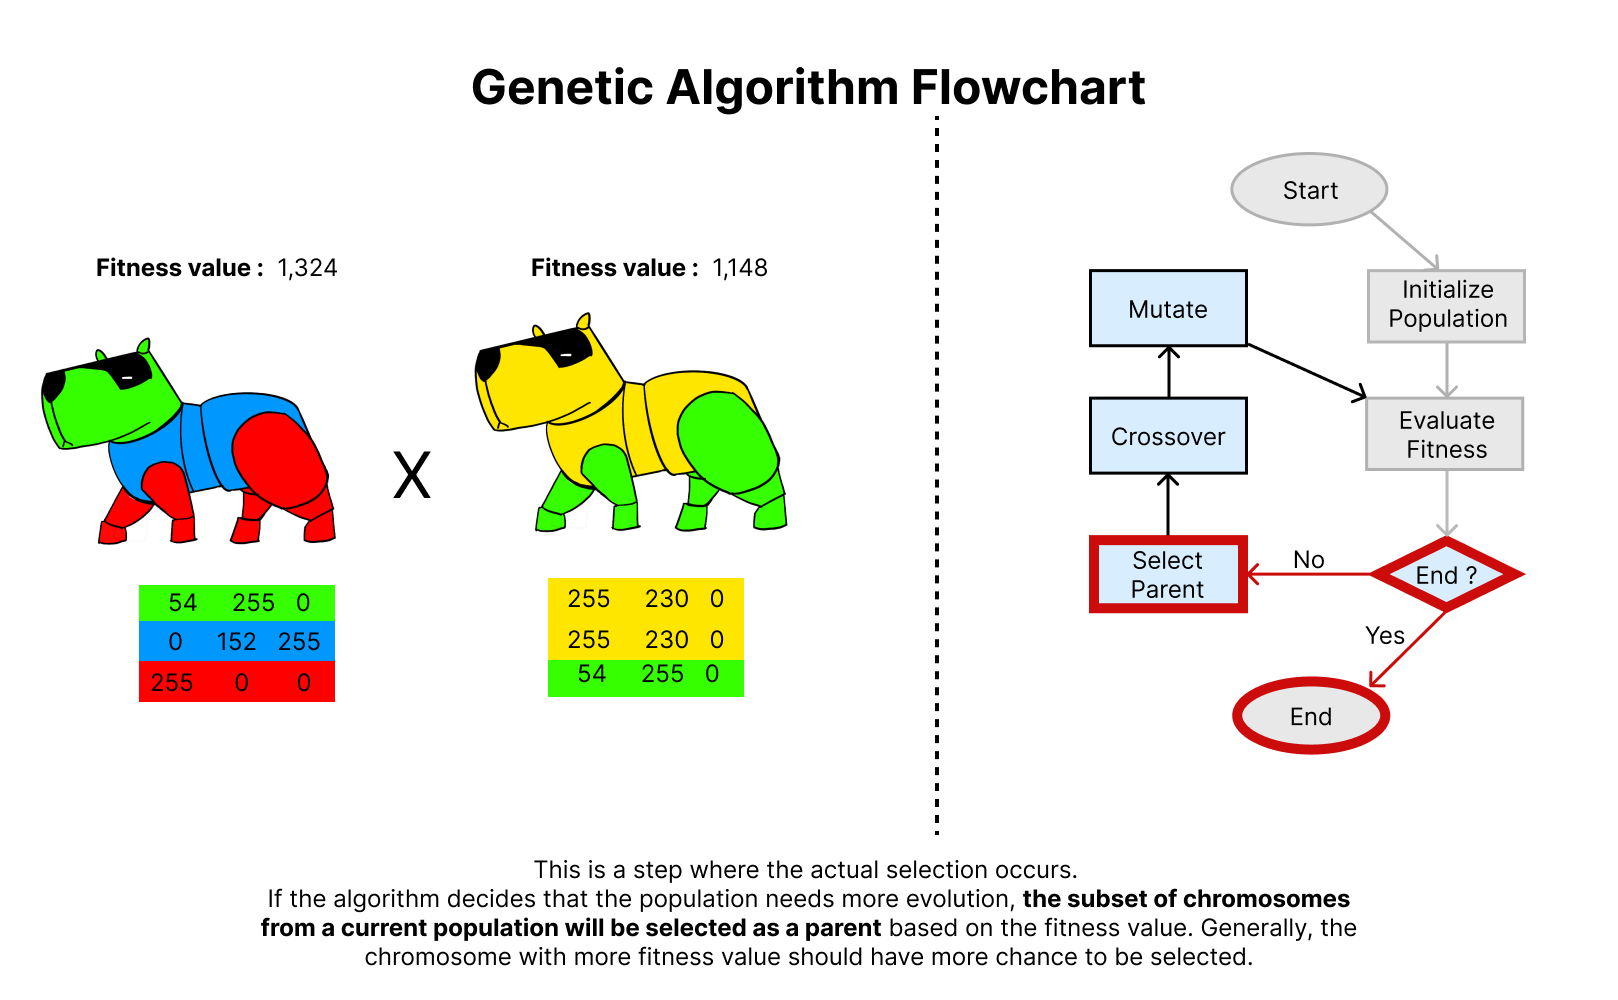 Genetic Algorithm Flowchart
Fitness value : 1,324
Fitness value : 1,148
X
54 255 0
0 152 255
255 0 0
255 230 0
255 230 0
54 255 0
Start
Initialize
Population
Mutate
Evaluate
Fitness
Crossover
Select
Parent
No
End ?
Yes
End
This is a step where the actual selection occurs.
If the algorithm decides that the population needs more evolution, the subset of chromosomes
from a current population will be selected as a parent based on the fitness value. Generally, the
chromosome with more fitness value should have more chance to be selected.